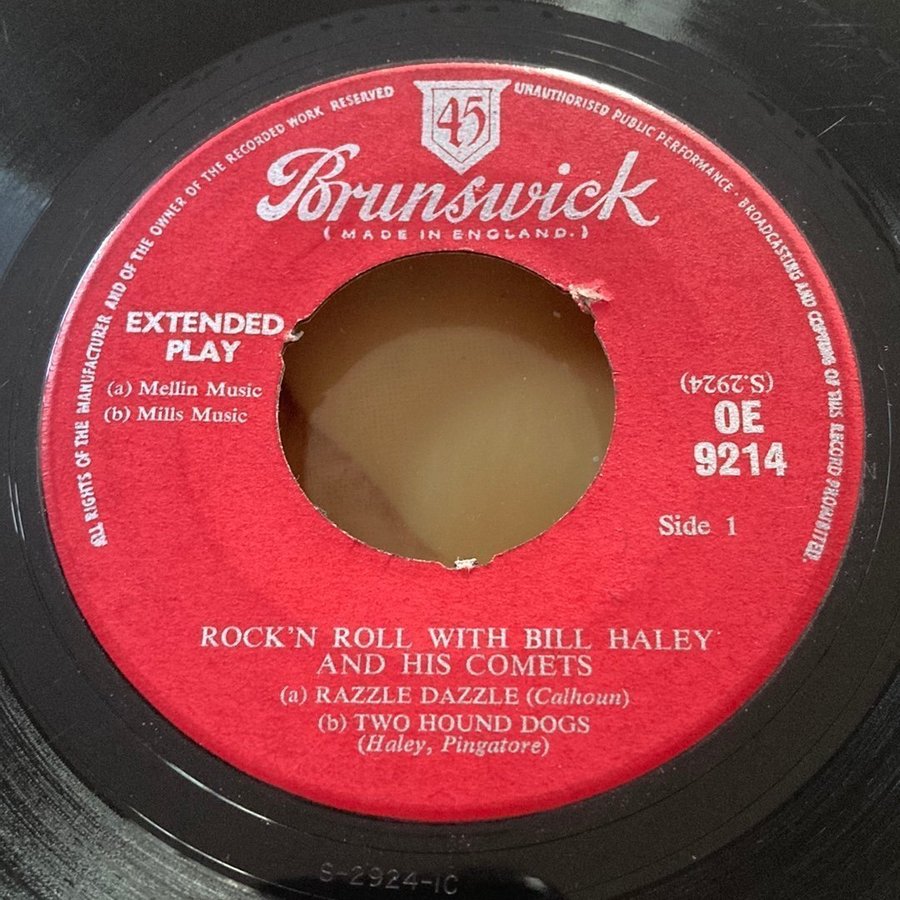 45
ALL RIGHTS OF THE MANUFACTURER AND OF THE OWNER OF THE RECORDED WORK RESERVED
UNAUTHORISED PUBLIC PERFORMANCE · BROADCASTING AND COPYING OF THIS RECORD PROHIBITED.
Brunswick
( MADE IN ENGLAND. )
EXTENDED
PLAY
(a) Mellin Music
(b) Mills Music
(S.2924)
OE
9214
Side 1
ROCK'N ROLL WITH BILL HALEY
AND HIS COMETS
(a) RAZZLE DAZZLE (Calhoun)
(b) TWO HOUND DOGS
(Haley, Pingatore)
S-2924-1C